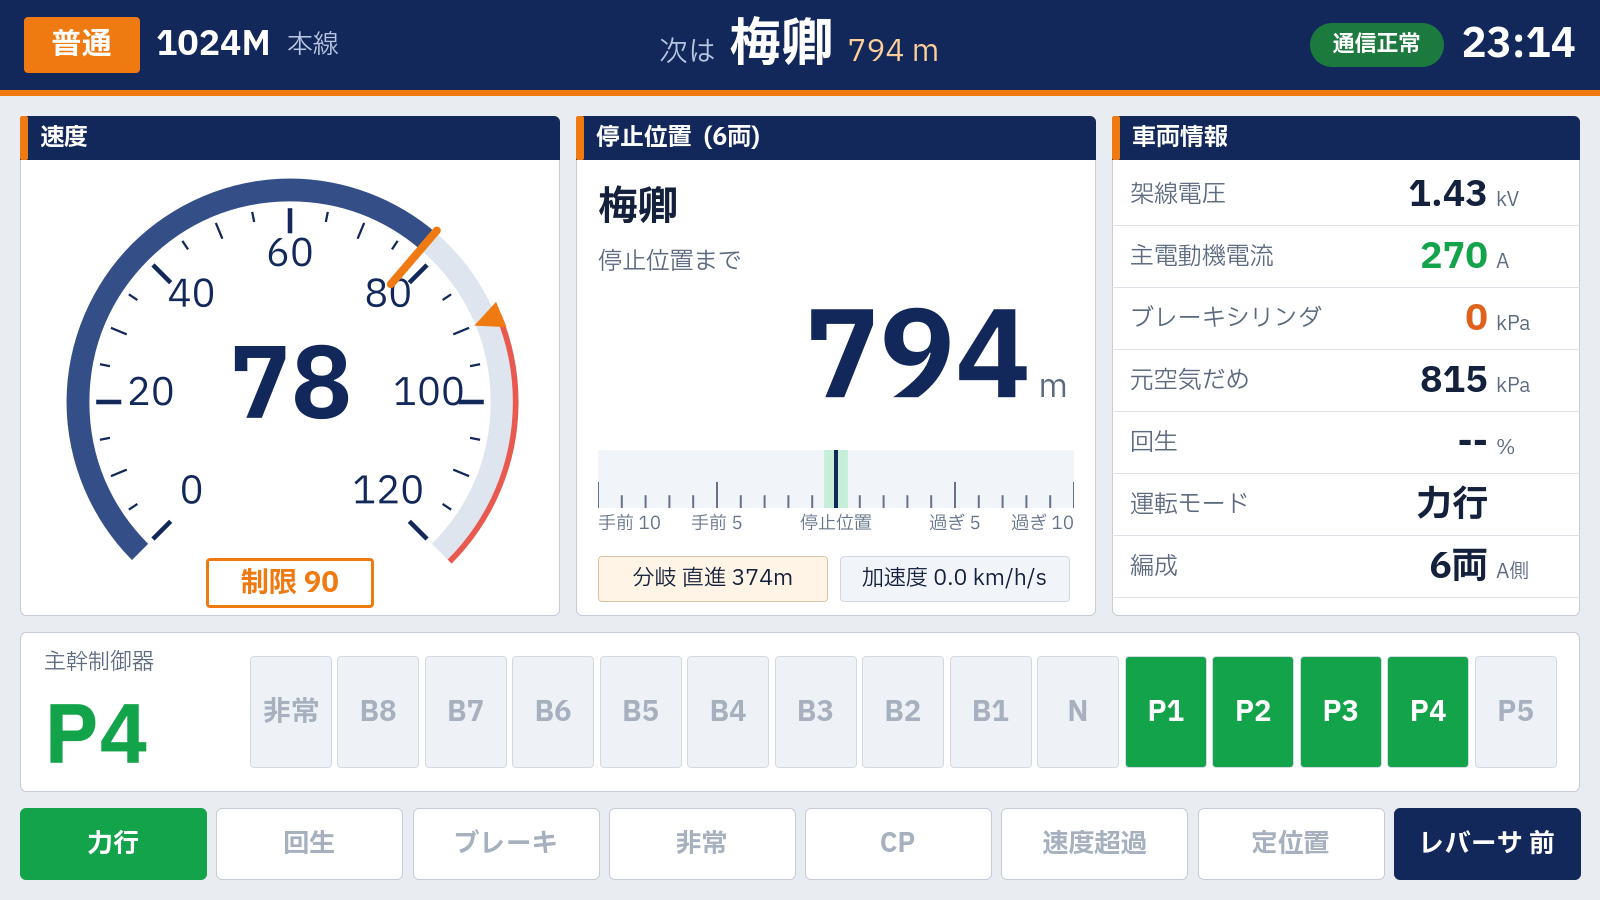 普通 1024M 本線 次は 梅卿 794 m 通信正常 23:14
速度
60
40 80
20 78 100
0 120
制限 90
停止位置 (6両)
梅卿
停止位置まで
794 m
手前 10 手前 5 停止位置 過ぎ 5 過ぎ 10
分岐 直進 374m 加速度 0.0 km/h/s
車両情報
架線電圧 1.43 kV
主電動機電流 270 A
ブレーキシリンダ 0 kPa
元空気だめ 815 kPa
回生 -- %
運転モード 力行
編成 6両 A側
主幹制御器
P4
非常 B8 B7 B6 B5 B4 B3 B2 B1 N P1 P2 P3 P4 P5
力行 回生 ブレーキ 非常 CP 速度超過 定位置 レバーサ 前